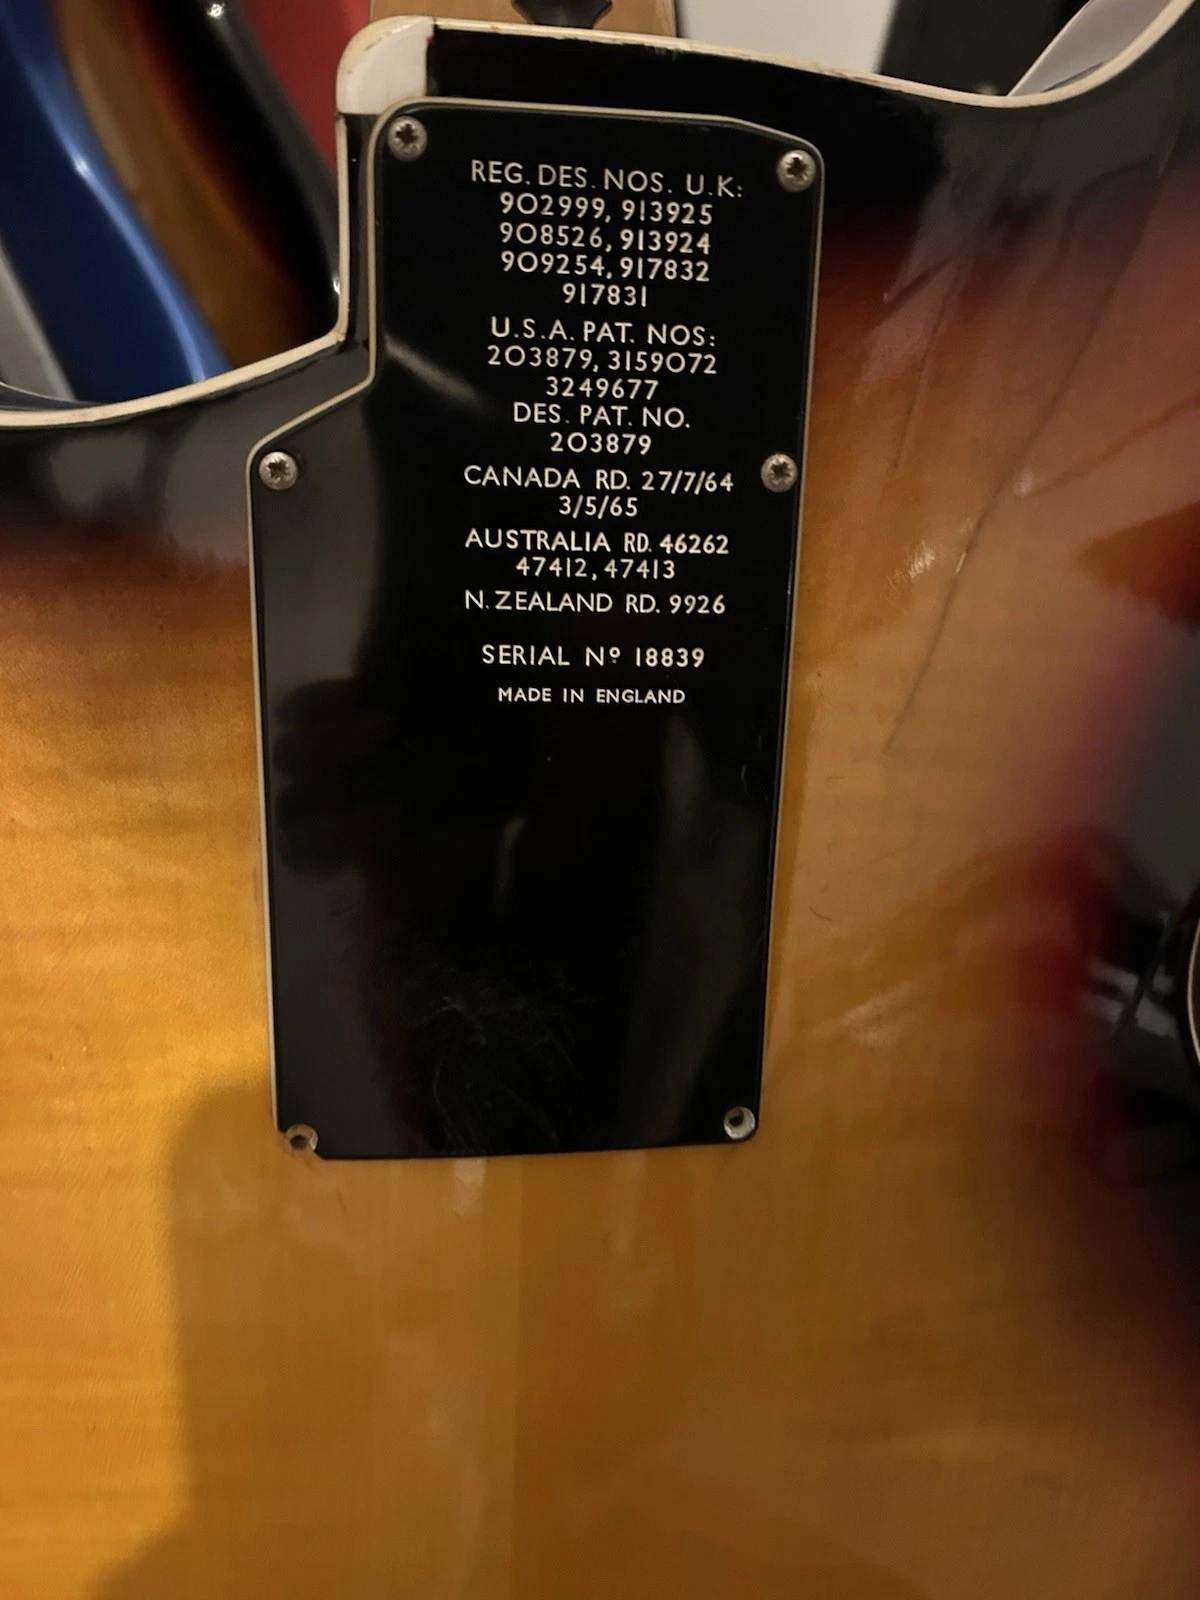 REG. DES. NOS. U.K:
902999, 913925
908526, 913924
909254, 917832
917831
U.S.A. PAT. NOS:
203879, 3159072
3249677
DES. PAT. NO.
203879
CANADA RD. 27/7/64
3/5/65
AUSTRALIA RD. 46262
47412, 47413
N. ZEALAND RD. 9926
SERIAL Nº 18839
MADE IN ENGLAND